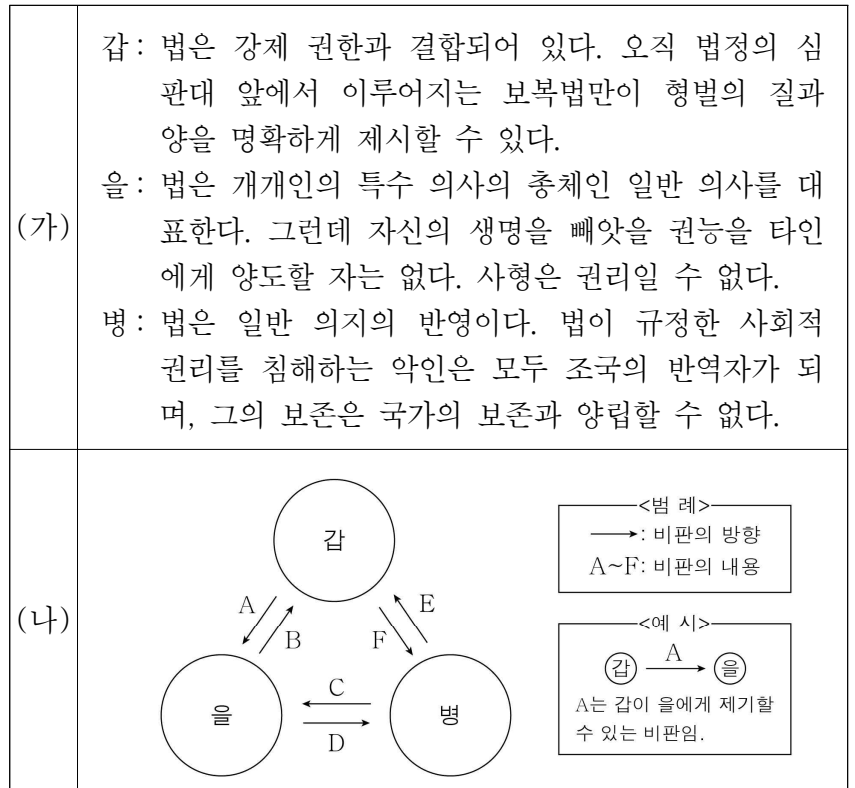 갑 : 법은 강제 권한과 결합되어 있다. 오직 법정의 심
판대 앞에서 이루어지는 보복법만이 형벌의 질과
양을 명확하게 제시할 수 있다.
(가)
을 : 법은 개개인의 특수 의사의 총체인 일반 의사를 대
표한다. 그런데 자신의 생명을 빼앗을 권능을 타인
에게 양도할 자는 없다. 사형은 권리일 수 없다.
병 : 법은 일반 의지의 반영이다. 법이 규정한 사회적
권리를 침해하는 악인은 모두 조국의 반역자가 되
며, 그의 보존은 국가의 보존과 양립할 수 없다.
(나)
갑
A
B
E
F
을
C
D
병
<범 례>
→: 비판의 방향
A~F: 비판의 내용
<예 시>
갑 A 을
A는 갑이 을에게 제기할
수 있는 비판임.